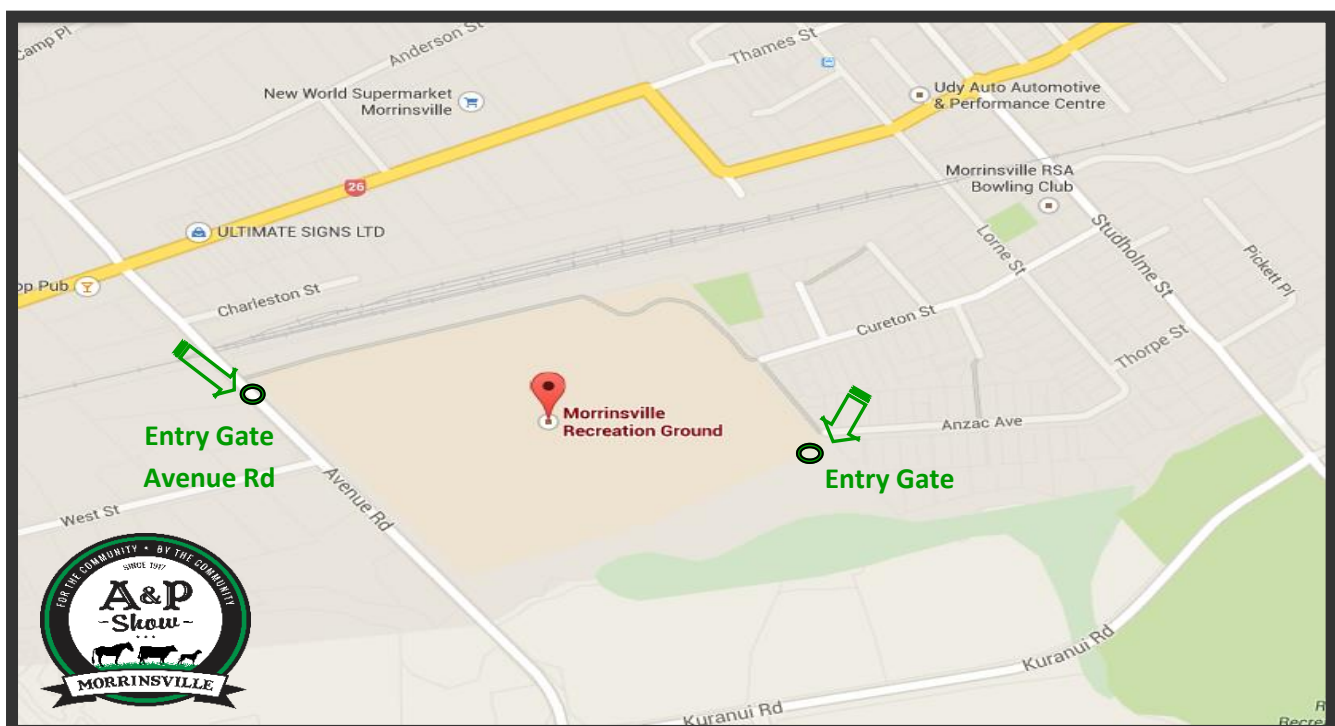 Camp Pl
Anderson St
Thames St
New World Supermarket
Morrinsville
Udy Auto Automotive
& Performance Centre
26
Morrinsville RSA
Bowling Club
ULTIMATE SIGNS LTD
Lorne St
Studholme St
Pickett Pl
op Pub
Charleston St
Cureton St
Thorpe St
Morrinsville
Recreation Ground
Anzac Ave
Entry Gate
Avenue Rd
Entry Gate
West St
Avenue Rd
FOR THE COMMUNITY • BY THE COMMUNITY
SINCE 1917
A&P
-Show-
MORRINSVILLE
Kuranui Rd
Kuranui Rd
R
Recre